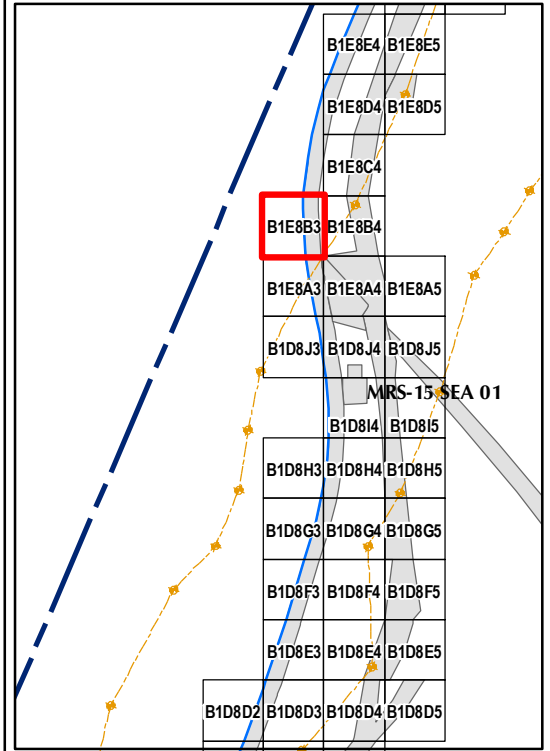 B1E8E4 B1E8E5
B1E8D4 B1E8D5
B1E8C4
B1E8B3 B1E8B4
B1E8A3 B1E8A4 B1E8A5
B1D8J3 B1D8J4 B1D8J5
MRS-15 SEA 01
B1D8I4 B1D8I5
B1D8H3 B1D8H4 B1D8H5
B1D8G3 B1D8G4 B1D8G5
B1D8F3 B1D8F4 B1D8F5
B1D8E3 B1D8E4 B1D8E5
B1D8D2 B1D8D3 B1D8D4 B1D8D5